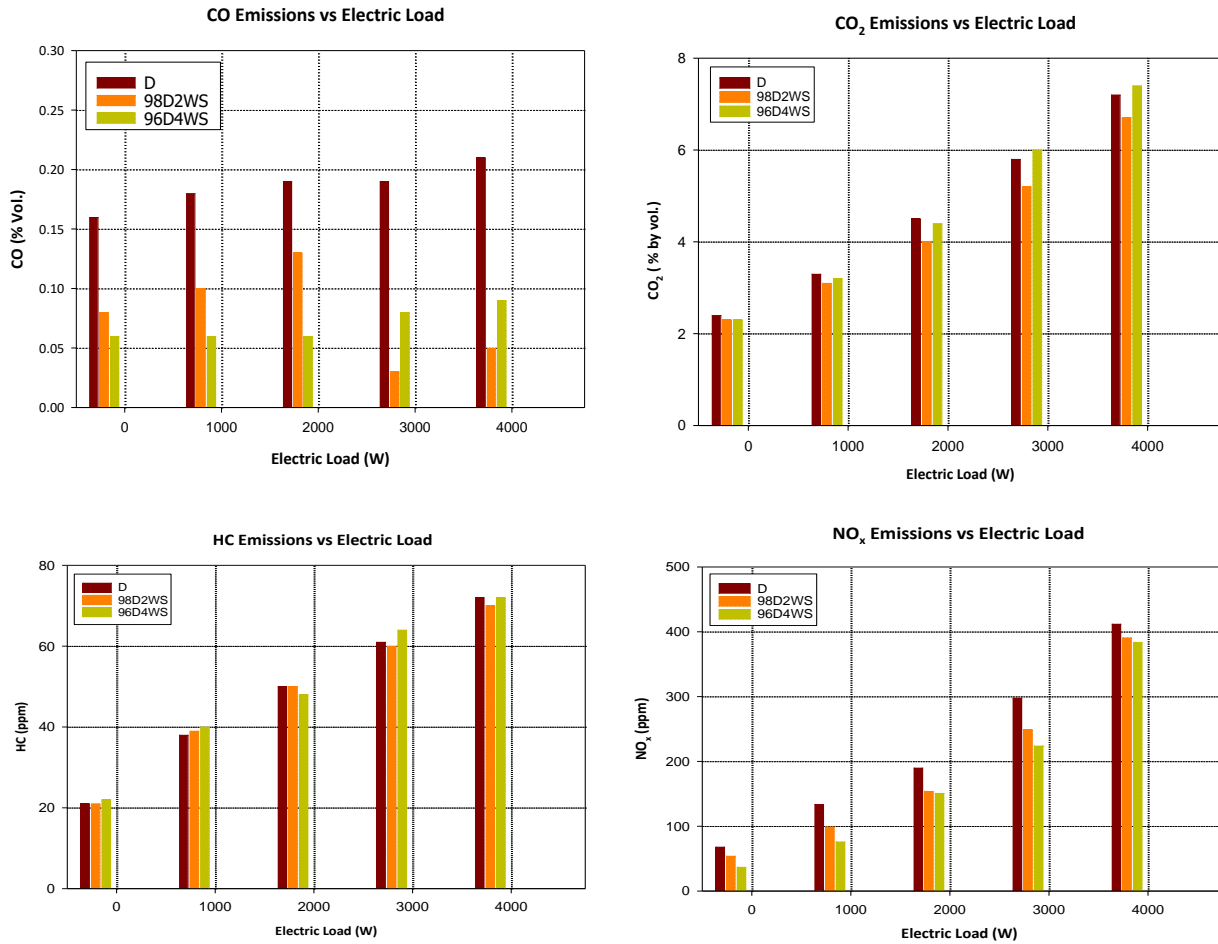 CO Emissions vs Electric Load
0.30
0.25
0.20
0.15
0.10
0.05
0.00
CO (% Vol.)
D
98D2WS
96D4WS
0 1000 2000 3000 4000
Electric Load (W)
CO₂ Emissions vs Electric Load
8
6
4
2
0
CO₂ ( % by vol.)
D
98D2WS
96D4WS
0 1000 2000 3000 4000
Electric Load (W)
HC Emissions vs Electric Load
80
60
40
20
0
HC (ppm)
D
98D2WS
96D4WS
0 1000 2000 3000 4000
Electric Load (W)
NOₓ Emissions vs Electric Load
500
400
300
200
100
0
NOₓ (ppm)
D
98D2WS
96D4WS
0 1000 2000 3000 4000
Electric Load (W)